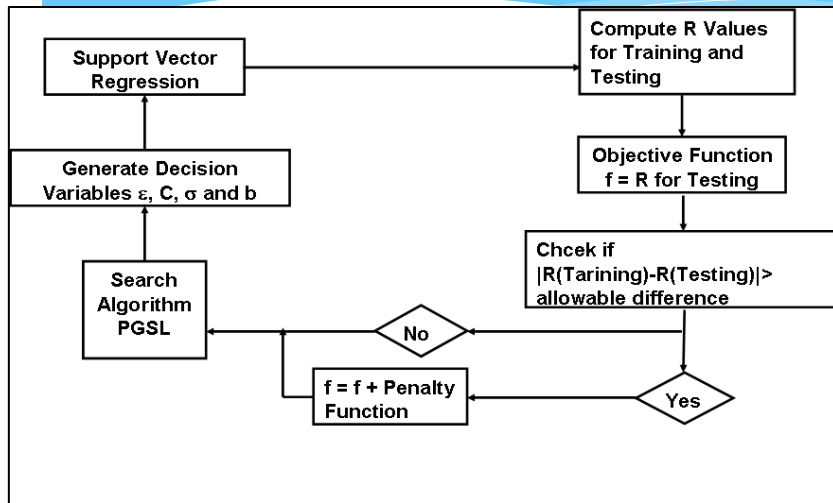 Support Vector
Regression
Compute R Values
for Training and
Testing
Generate Decision
Variables ε, C, σ and b
Objective Function
f = R for Testing
Search
Algorithm
PGSL
Chcek if
|R(Tarining)-R(Testing)|>
allowable difference
No
f = f + Penalty
Function
Yes